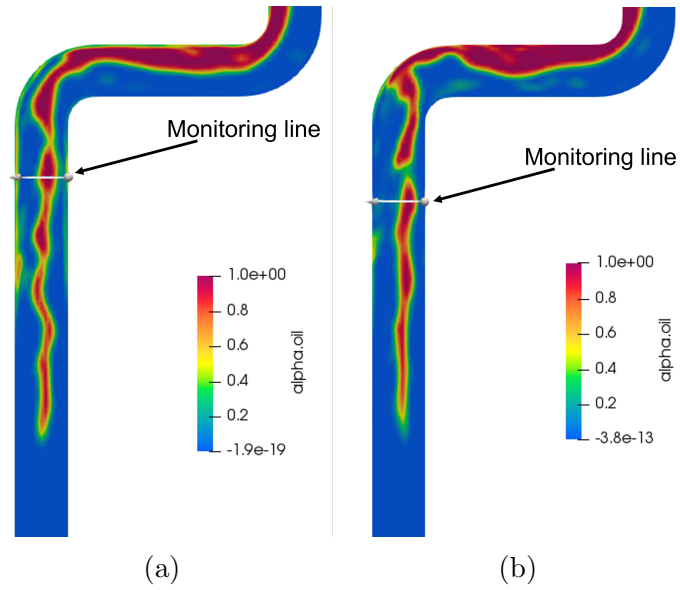 Monitoring line
1.0e+00
0.8
0.6
0.4
0.2
-1.9e-19
alpha.oil
(a)
Monitoring line
1.0e+00
0.8
0.6
0.4
0.2
-3.8e-13
alpha.oil
(b)